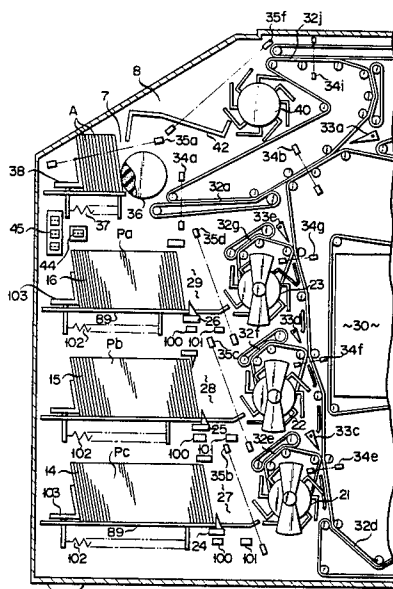 35f 32j
8
34i
A 7
35a 40 33a
42
34a 34b
38
36 32a
37
45 44 Pa 35d 32g 33e 34g
16 29 23
103
89 26 32f 33d
102 100 101
Pb 35c 34f ~30~
15 28
22
102 25 32e 33c
14 Pc 100 101 35b 34e
27 21
103
89 32d
24
102 100 101